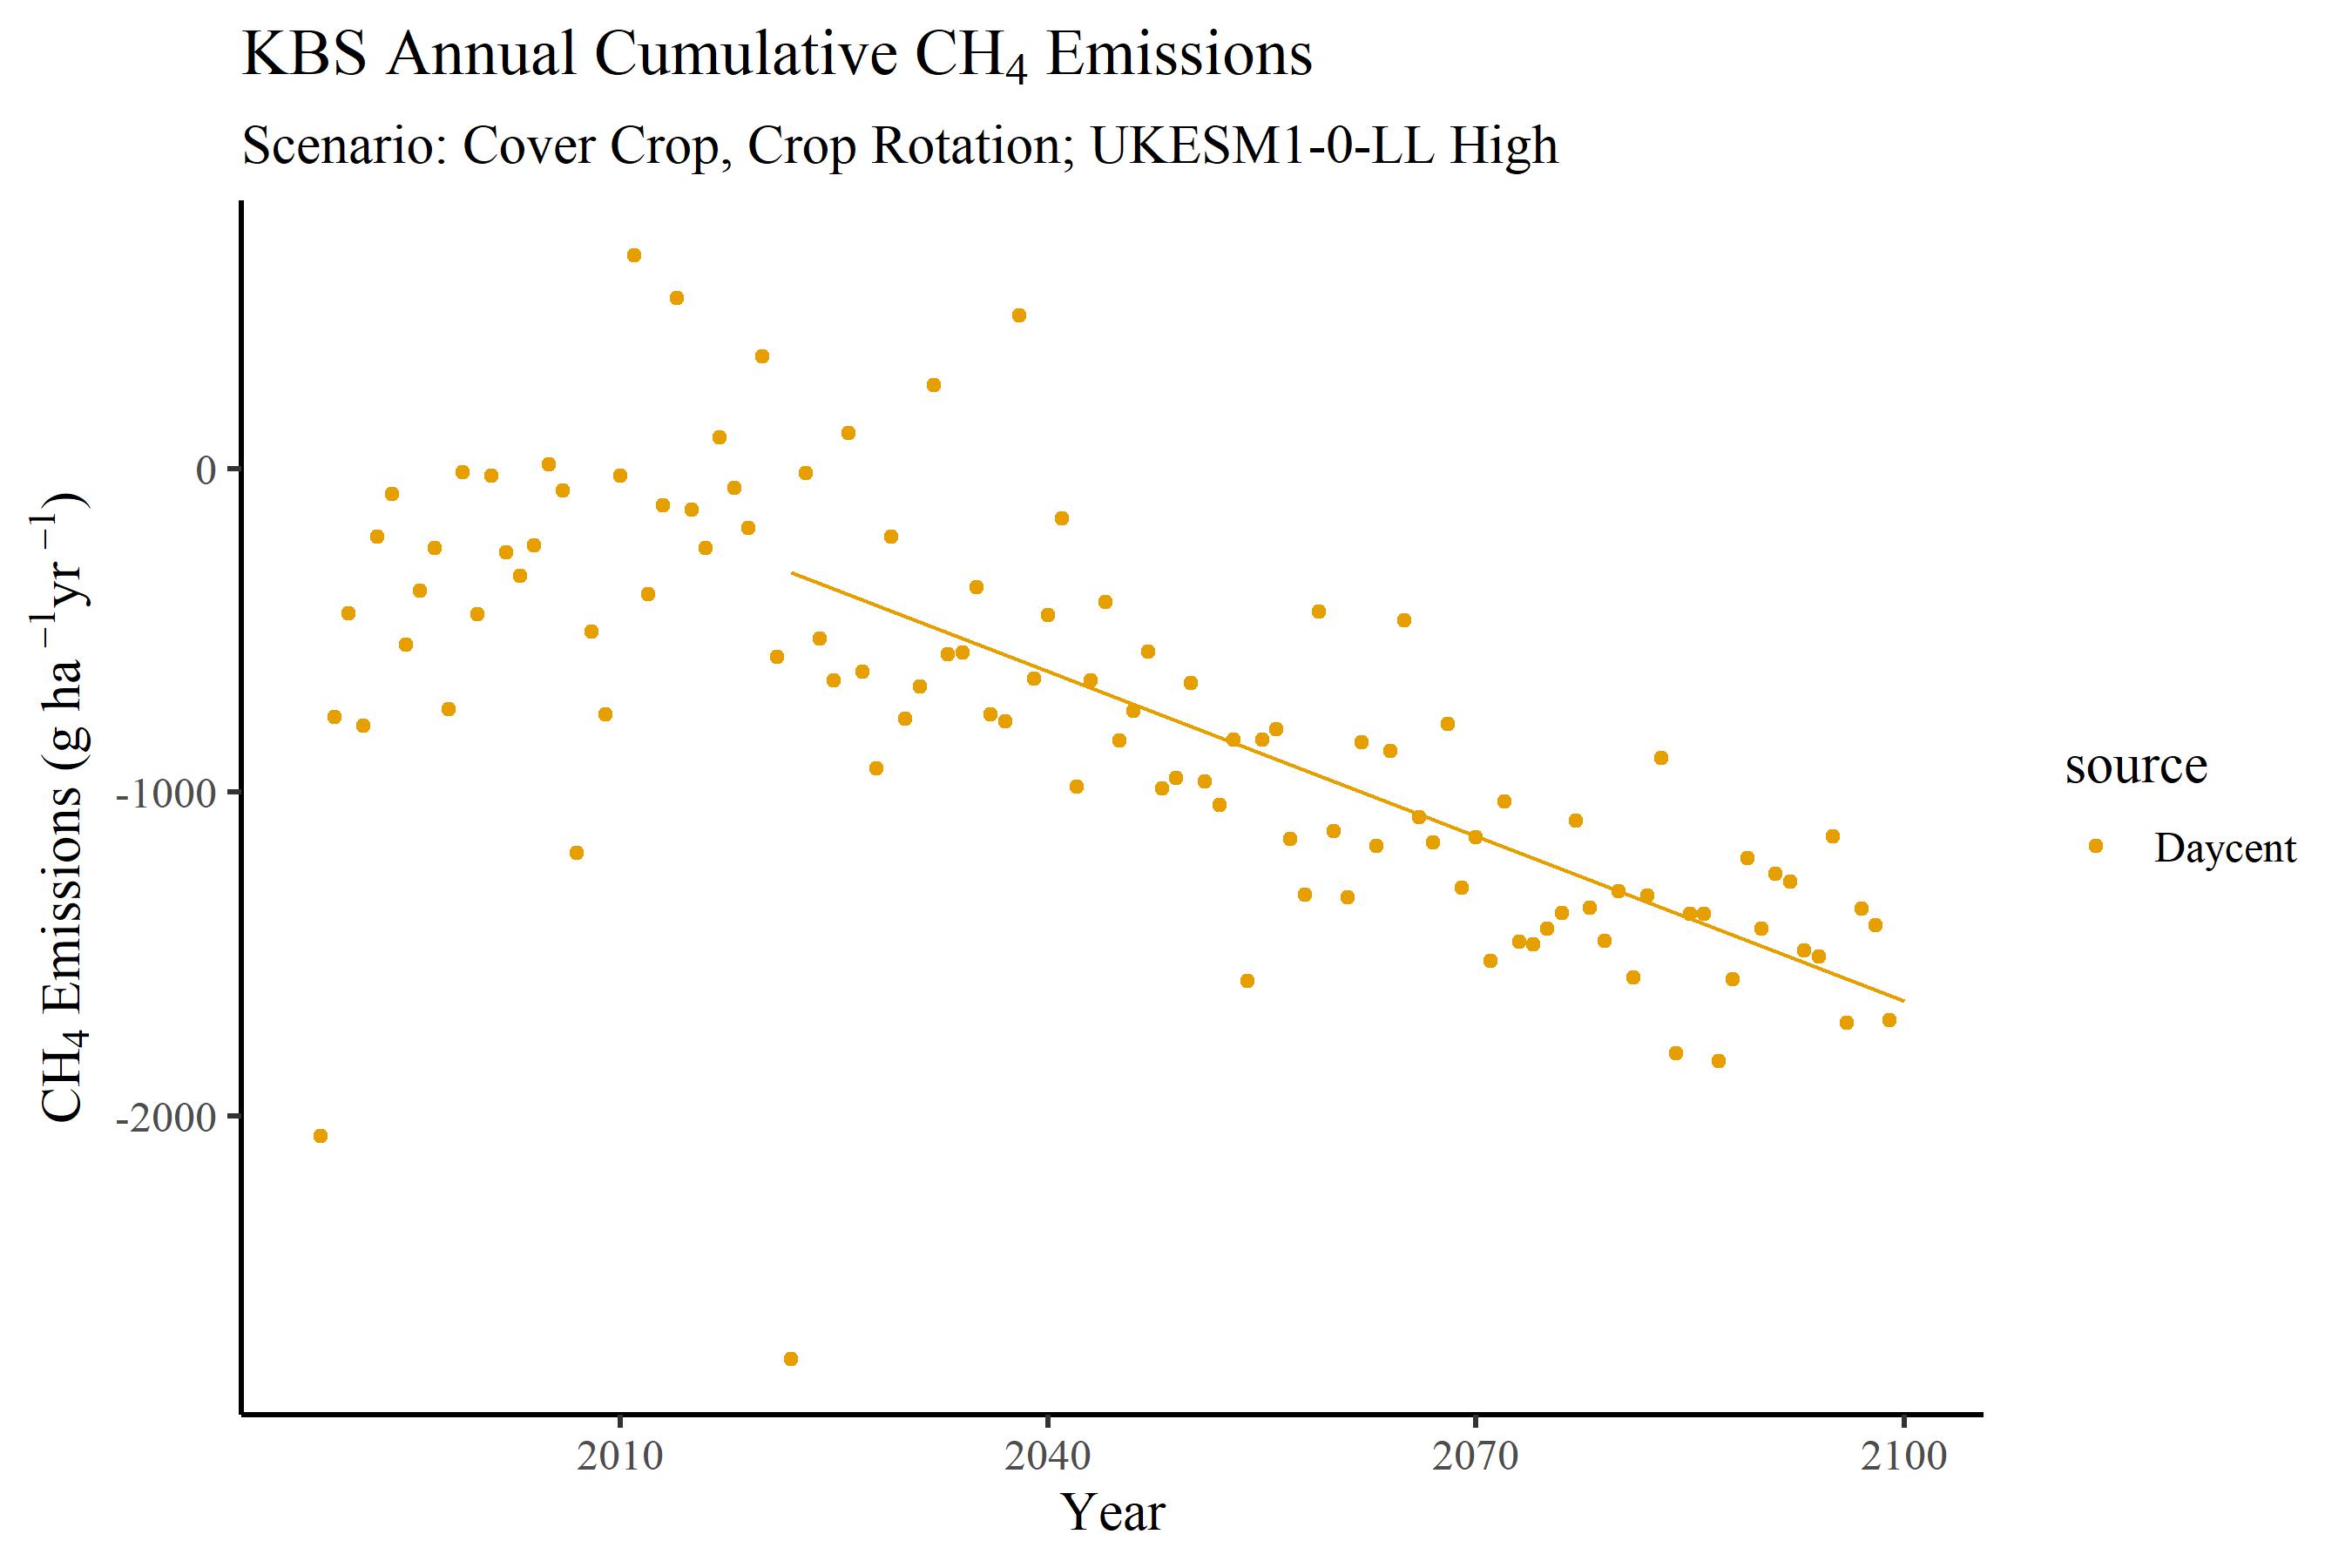 KBS Annual Cumulative CH₄ Emissions
Scenario: Cover Crop, Crop Rotation; UKESM1-0-LL High
CH₄ Emissions (g ha ⁻¹yr ⁻¹)
0
-1000
-2000
2010 2040 2070 2100
Year
source
Daycent